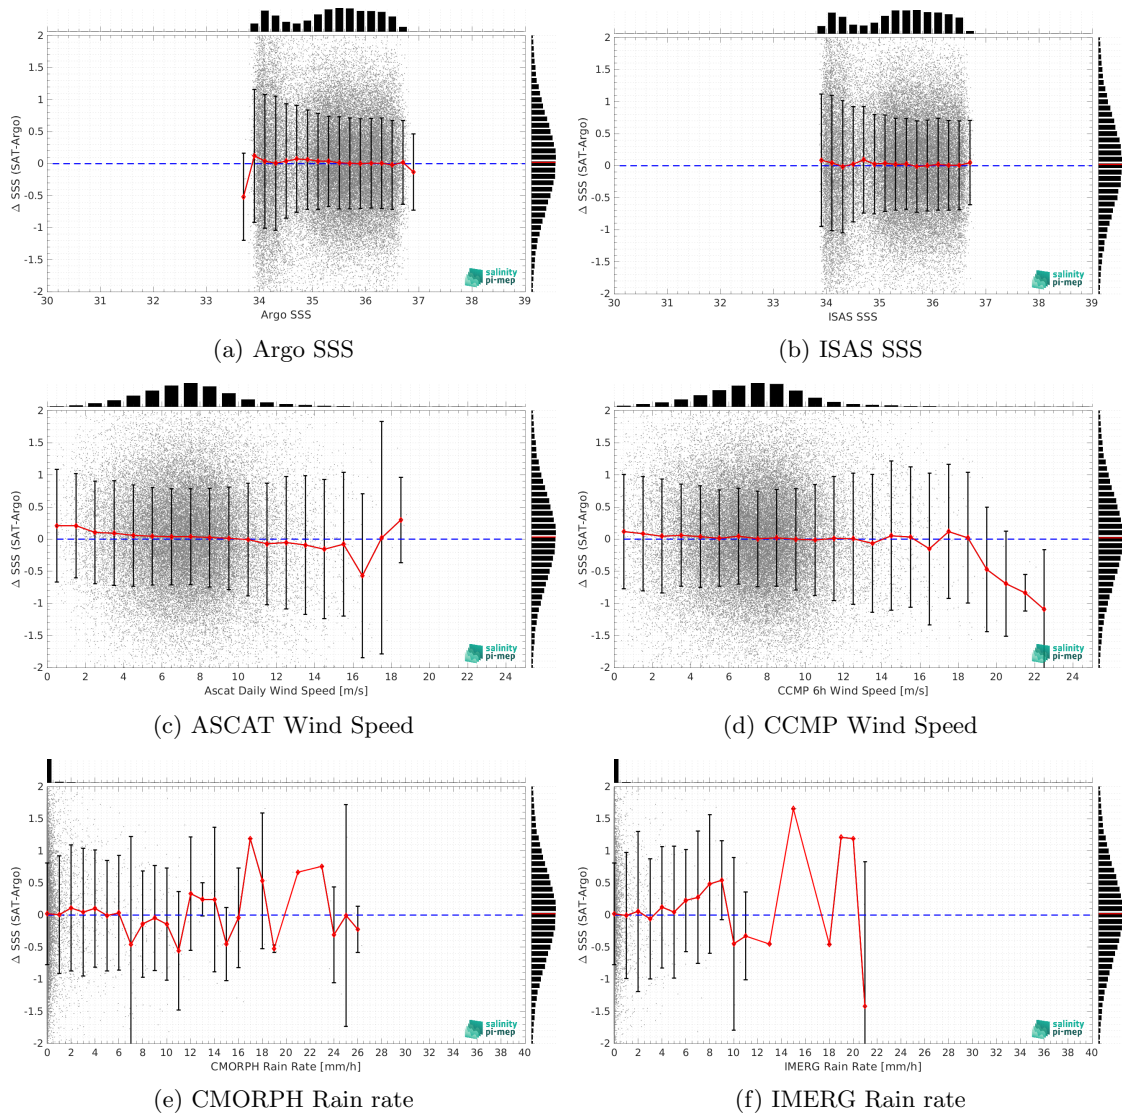 2
1.5
1
0.5
0
-0.5
-1
-1.5
-2
Δ SSS (SAT-Argo)
30 31 32 33 34 35 36 37 38 39
Argo SSS
salinity
pi-mep
(a) Argo SSS
2
1.5
1
0.5
0
-0.5
-1
-1.5
-2
Δ SSS (SAT-Argo)
30 31 32 33 34 35 36 37 38 39
ISAS SSS
salinity
pi-mep
(b) ISAS SSS
2
1.5
1
0.5
0
-0.5
-1
-1.5
-2
Δ SSS (SAT-Argo)
0 2 4 6 8 10 12 14 16 18 20 22 24
Ascat Daily Wind Speed [m/s]
salinity
pi-mep
(c) ASCAT Wind Speed
2
1.5
1
0.5
0
-0.5
-1
-1.5
-2
Δ SSS (SAT-Argo)
0 2 4 6 8 10 12 14 16 18 20 22 24
CCMP 6h Wind Speed [m/s]
salinity
pi-mep
(d) CCMP Wind Speed
2
1.5
1
0.5
0
-0.5
-1
-1.5
-2
Δ SSS (SAT-Argo)
0 2 4 6 8 10 12 14 16 18 20 22 24 26 28 30 32 34 36 38 40
CMORPH Rain Rate [mm/h]
salinity
pi-mep
(e) CMORPH Rain rate
2
1.5
1
0.5
0
-0.5
-1
-1.5
-2
Δ SSS (SAT-Argo)
0 2 4 6 8 10 12 14 16 18 20 22 24 26 28 30 32 34 36 38 40
IMERG Rain Rate [mm/h]
salinity
pi-mep
(f) IMERG Rain rate